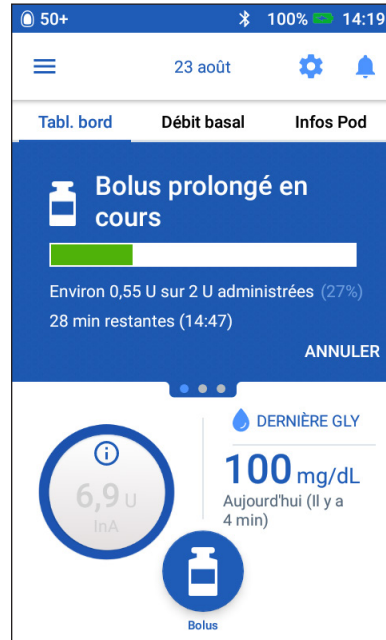 50+ 100% 14:19
23 août
Tabl. bord Débit basal Infos Pod
Bolus prolongé en
cours
Environ 0,55 U sur 2 U administrées (27%)
28 min restantes (14:47)
ANNULER
DERNIÈRE GLY
100 mg/dL
Aujourd'hui (Il y a
4 min)
6,9 U
InA
Bolus